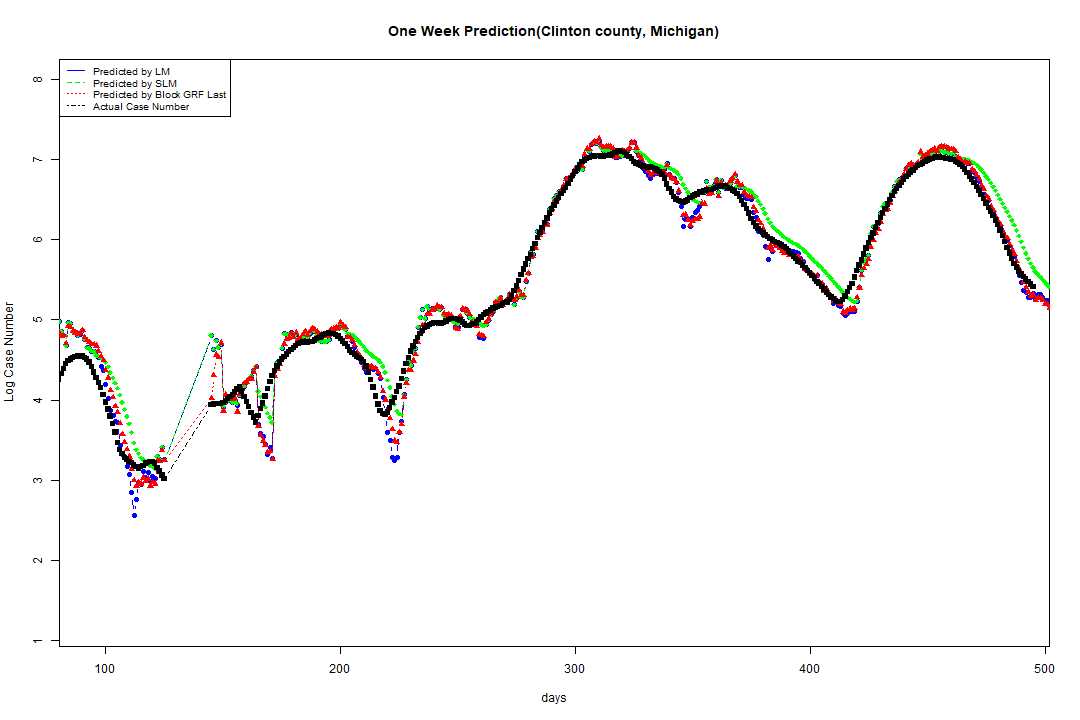 One Week Prediction(Clinton county, Michigan)
Predicted by LM
Predicted by SLM
Predicted by Block GRF Last
Actual Case Number
8
7
6
5
4
3
2
1
Log Case Number
100 200 300 400 500
days